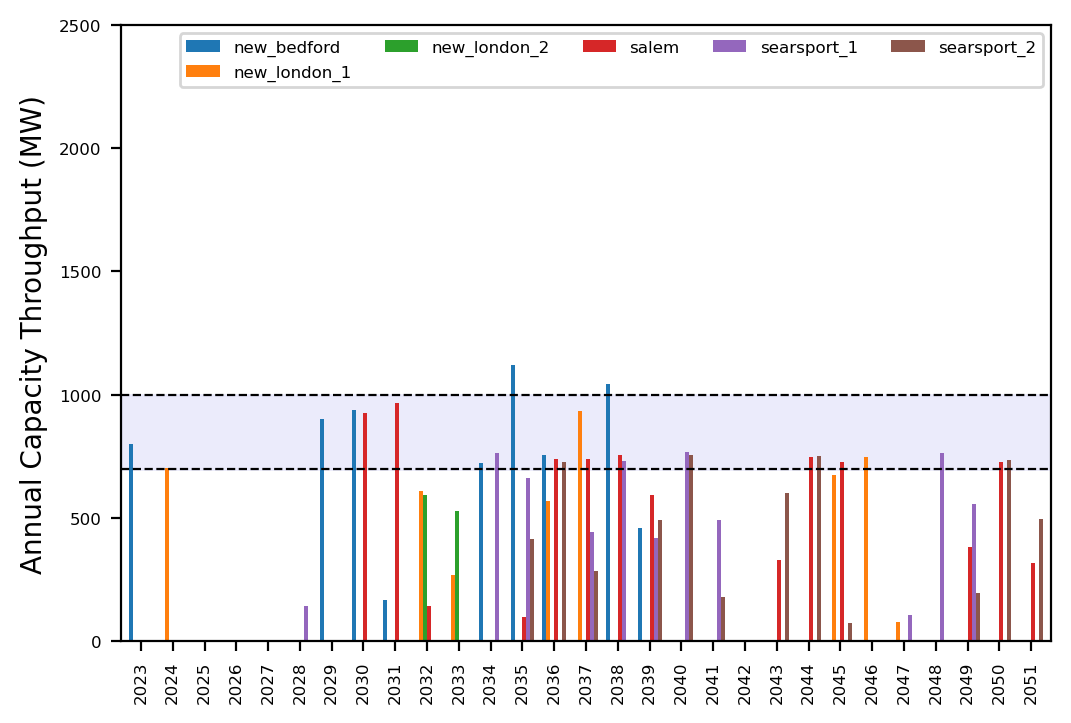 2500
new_bedford new_london_2 salem searsport_1 searsport_2
new_london_1
2000
1500
1000
500
0
Annual Capacity Throughput (MW)
2023 2024 2025 2026 2027 2028 2029 2030 2031 2032 2033 2034 2035 2036 2037 2038 2039 2040 2041 2042 2043 2044 2045 2046 2047 2048 2049 2050 2051